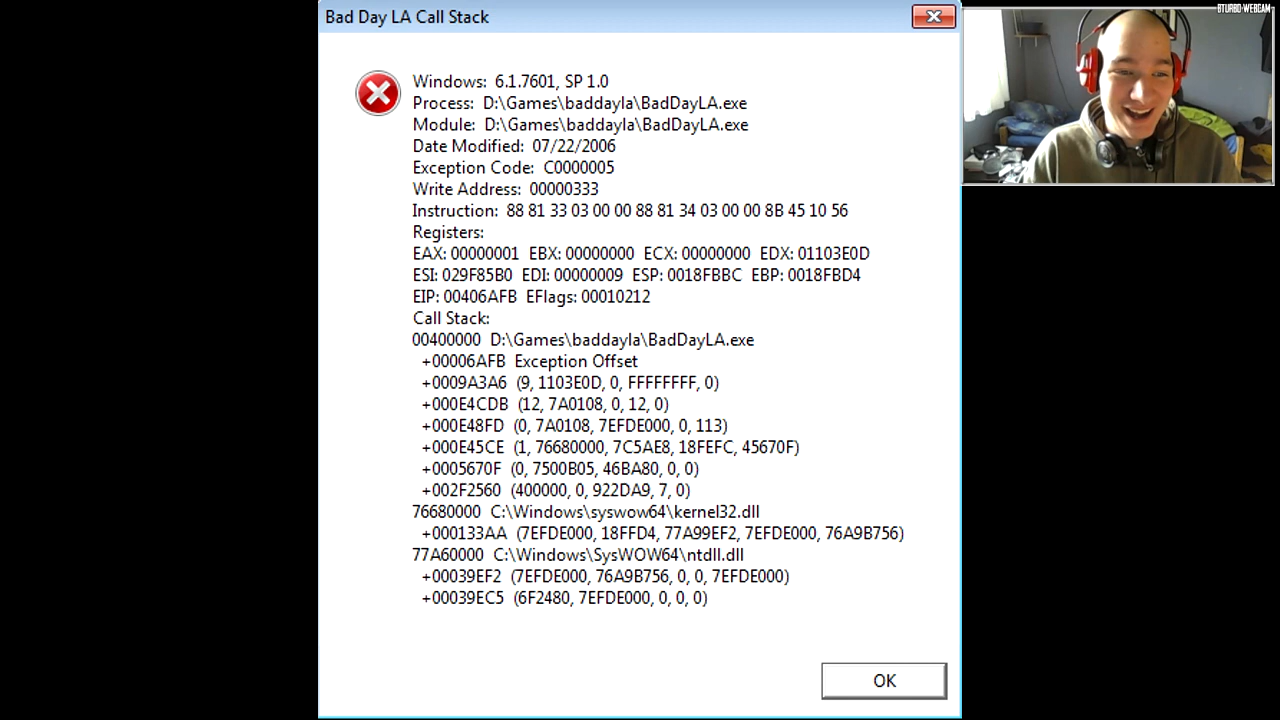 Bad Day LA Call Stack
BTURBO WEBCAM
Windows: 6.1.7601, SP 1.0
Process: D:\Games\baddayla\BadDayLA.exe
Module: D:\Games\baddayla\BadDayLA.exe
Date Modified: 07/22/2006
Exception Code: C0000005
Write Address: 00000333
Instruction: 88 81 33 03 00 00 88 81 34 03 00 00 8B 45 10 56
Registers:
EAX: 00000001 EBX: 00000000 ECX: 00000000 EDX: 01103E0D
ESI: 029F85B0 EDI: 00000009 ESP: 0018FBBC EBP: 0018FBD4
EIP: 00406AFB EFlags: 00010212
Call Stack:
00400000 D:\Games\baddayla\BadDayLA.exe
+00006AFB Exception Offset
+0009A3A6 (9, 1103E0D, 0, FFFFFFFF, 0)
+000E4CDB (12, 7A0108, 0, 12, 0)
+000E48FD (0, 7A0108, 7EFDE000, 0, 113)
+000E45CE (1, 76680000, 7C5AE8, 18FEFC, 45670F)
+0005670F (0, 7500B05, 46BA80, 0, 0)
+002F2560 (400000, 0, 922DA9, 7, 0)
76680000 C:\Windows\syswow64\kernel32.dll
+000133AA (7EFDE000, 18FFD4, 77A99EF2, 7EFDE000, 76A9B756)
77A60000 C:\Windows\SysWOW64\ntdll.dll
+00039EF2 (7EFDE000, 76A9B756, 0, 0, 7EFDE000)
+00039EC5 (6F2480, 7EFDE000, 0, 0, 0)
OK